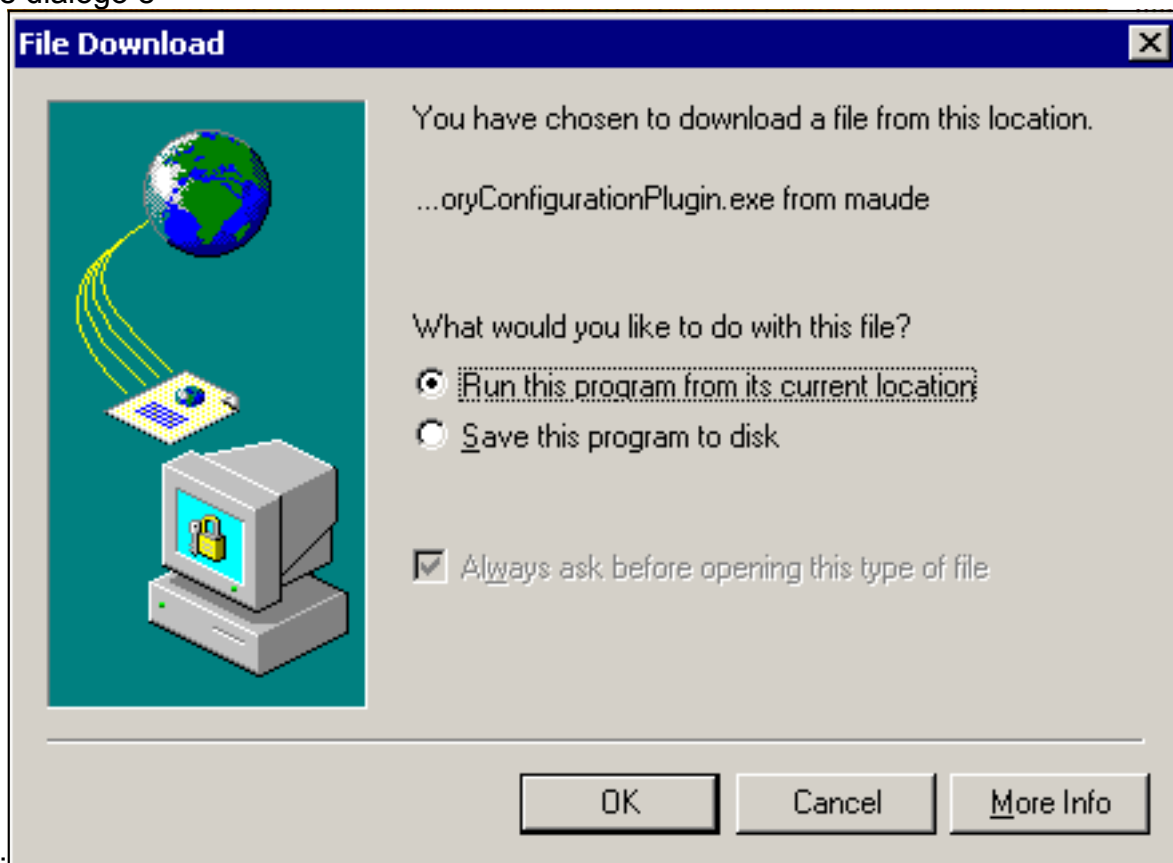 File Download
You have chosen to download a file from this location.
...oryConfigurationPlugin.exe from maude
What would you like to do with this file?
Run this program from its current location
Save this program to disk
Always ask before opening this type of file
OK Cancel More Info